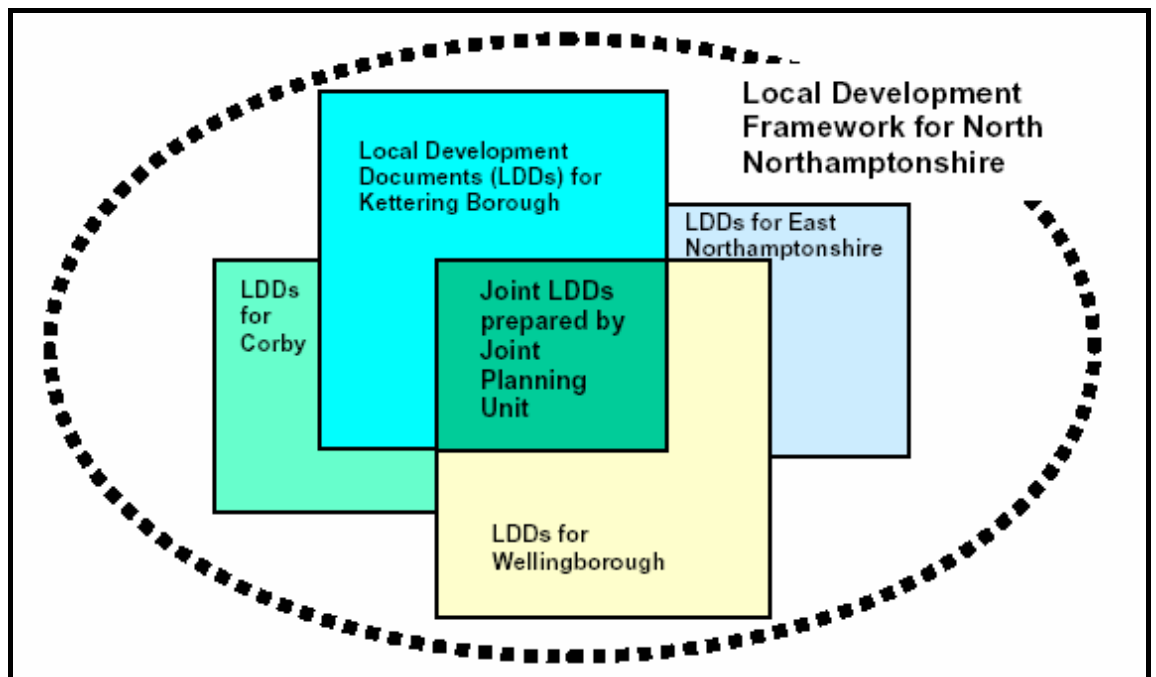 Local Development
Framework for North
Northamptonshire
Local Development
Documents (LDDs) for
Kettering Borough
LDDs for East
Northamptonshire
LDDs
for
Corby
Joint LDDs
prepared by
Joint
Planning
Unit
LDDs for
Wellingborough